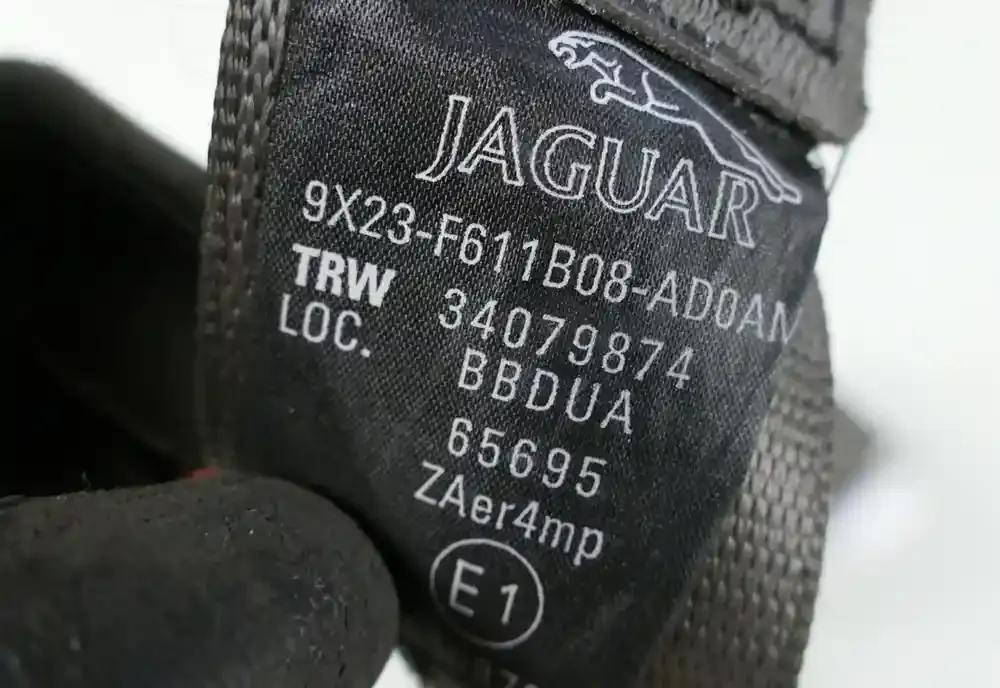 JAGUAR
9X23-F611B08-AD0AN
TRW 34079874
LOC. BBDUA
65695
ZAer4mp
E1